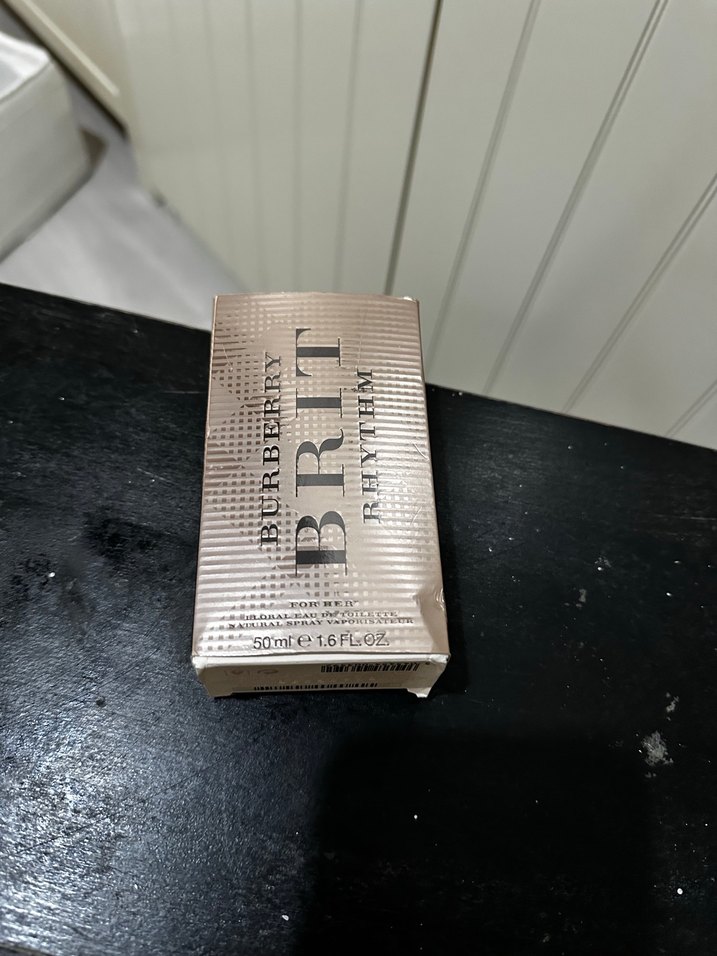 BURBERRY
BRIT
RHYTHM
FOR HER
FLORAL EAU DE TOILETTE
NATURAL SPRAY VAPORISATEUR
50 ml ℮ 1.6 FL.OZ.